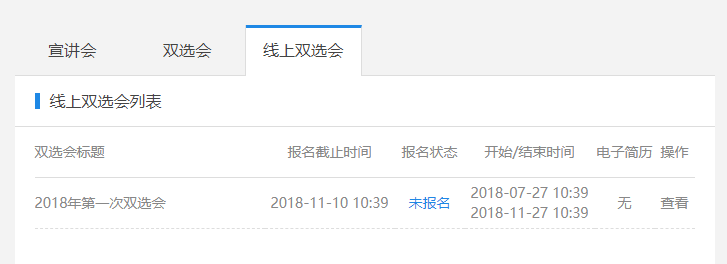 宣讲会 双选会 线上双选会
线上双选会列表
双选会标题 报名截止时间 报名状态 开始/结束时间 电子简历 操作
2018年第一次双选会 2018-11-10 10:39 未报名 2018-07-27 10:39 无 查看
2018-11-27 10:39